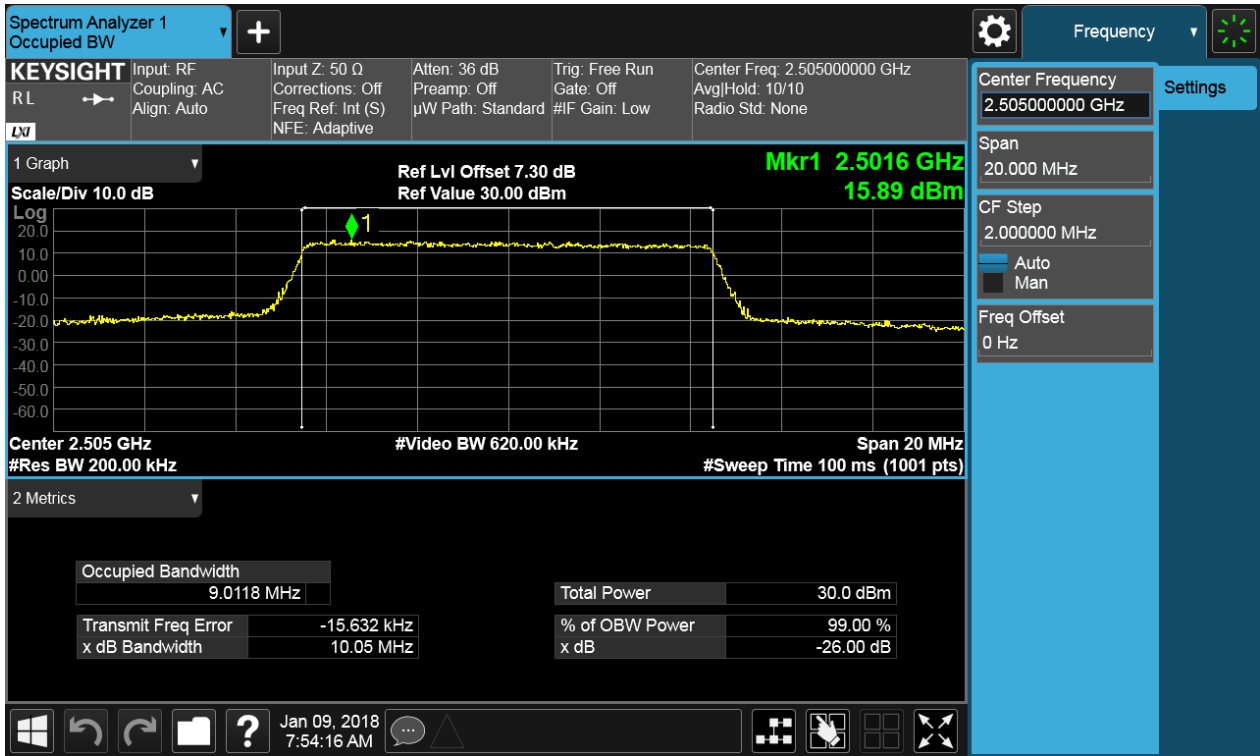 Spectrum Analyzer 1
Occupied BW
+
Frequency
KEYSIGHT
RL
LXI
Input: RF
Coupling: AC
Align: Auto
Input Z: 50 Ω
Corrections: Off
Freq Ref: Int (S)
NFE: Adaptive
Atten: 36 dB
Preamp: Off
µW Path: Standard
Trig: Free Run
Gate: Off
#IF Gain: Low
Center Freq: 2.505000000 GHz
Avg|Hold: 10/10
Radio Std: None
Center Frequency
2.505000000 GHz
Settings
Span
20.000 MHz
CF Step
2.000000 MHz
Auto
Man
Freq Offset
0 Hz
1 Graph
Scale/Div 10.0 dB
Ref Lvl Offset 7.30 dB
Ref Value 30.00 dBm
Mkr1 2.5016 GHz
15.89 dBm
Log
1
20.0
10.0
0.00
-10.0
-20.0
-30.0
-40.0
-50.0
-60.0
Center 2.505 GHz
#Video BW 620.00 kHz
Span 20 MHz
#Res BW 200.00 kHz
#Sweep Time 100 ms (1001 pts)
2 Metrics
Occupied Bandwidth
9.0118 MHz
Total Power 30.0 dBm
Transmit Freq Error -15.632 kHz
% of OBW Power 99.00 %
x dB Bandwidth 10.05 MHz
x dB -26.00 dB
?
Jan 09, 2018
7:54:16 AM